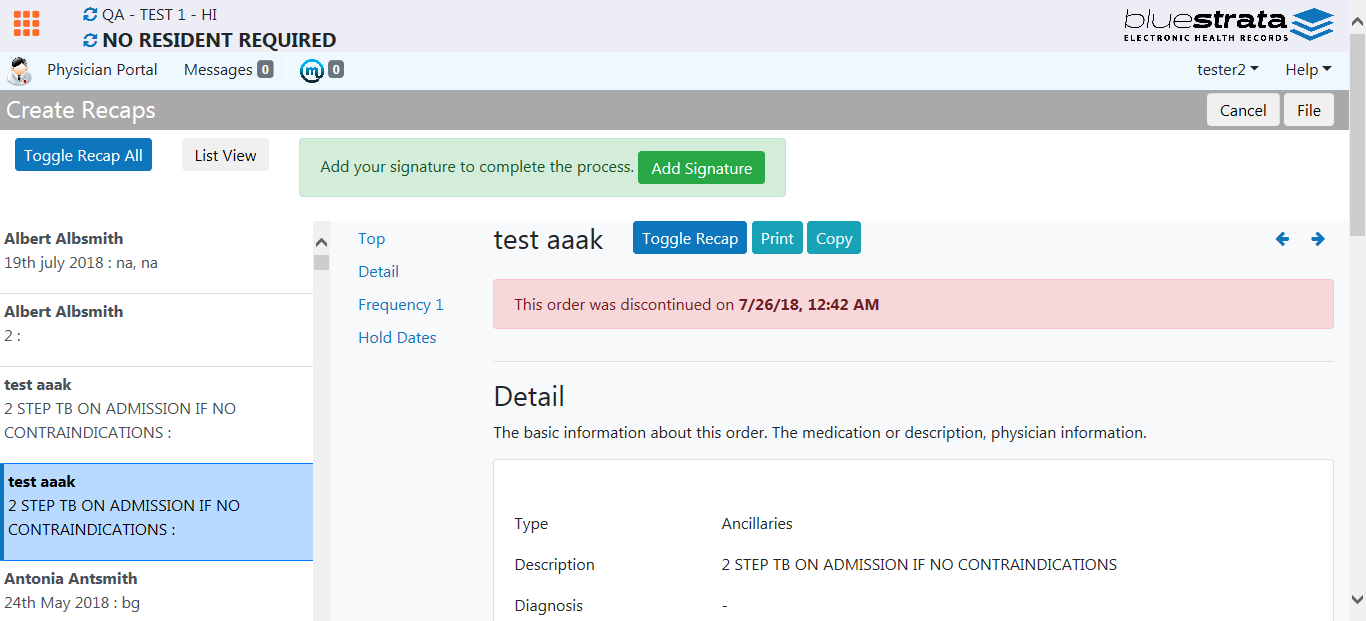 QA - TEST 1 - HI
NO RESIDENT REQUIRED
bluestrata
ELECTRONIC HEALTH RECORDS
Physician Portal
Messages 0
m 0
tester2
Help
Create Recaps
Cancel
File
Toggle Recap All
List View
Add your signature to complete the process. Add Signature
Albert Albsmith
19th july 2018 : na, na
Albert Albsmith
2 :
test aaak
2 STEP TB ON ADMISSION IF NO
CONTRAINDICATIONS :
test aaak
2 STEP TB ON ADMISSION IF NO
CONTRAINDICATIONS :
Antonia Antsmith
24th May 2018 : bg
Top
Detail
Frequency 1
Hold Dates
test aaak
Toggle Recap
Print
Copy
This order was discontinued on 7/26/18, 12:42 AM
Detail
The basic information about this order. The medication or description, physician information.
Type Ancillaries
Description 2 STEP TB ON ADMISSION IF NO CONTRAINDICATIONS
Diagnosis -